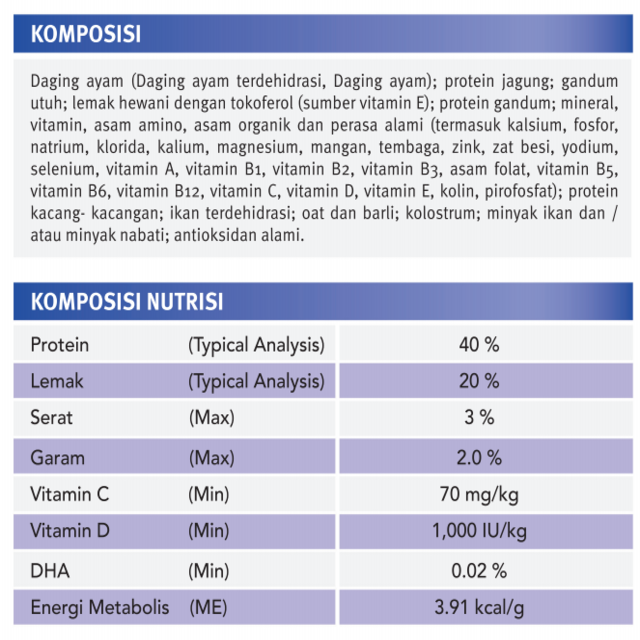 KOMPOSISI
Daging ayam (Daging ayam terdehidrasi, Daging ayam); protein jagung; gandum
utuh; lemak hewani dengan tokoferol (sumber vitamin E); protein gandum; mineral,
vitamin, asam amino, asam organik dan perasa alami (termasuk kalsium, fosfor,
natrium, klorida, kalium, magnesium, mangan, tembaga, zink, zat besi, yodium,
selenium, vitamin A, vitamin B1, vitamin B2, vitamin B3, asam folat, vitamin B5,
vitamin B6, vitamin B12, vitamin C, vitamin D, vitamin E, kolin, pirofosfat); protein
kacang- kacangan; ikan terdehidrasi; oat dan barli; kolostrum; minyak ikan dan /
atau minyak nabati; antioksidan alami.
KOMPOSISI NUTRISI
Protein (Typical Analysis) 40 %
Lemak (Typical Analysis) 20 %
Serat (Max) 3 %
Garam (Max) 2.0 %
Vitamin C (Min) 70 mg/kg
Vitamin D (Min) 1,000 IU/kg
DHA (Min) 0.02 %
Energi Metabolis (ME) 3.91 kcal/g